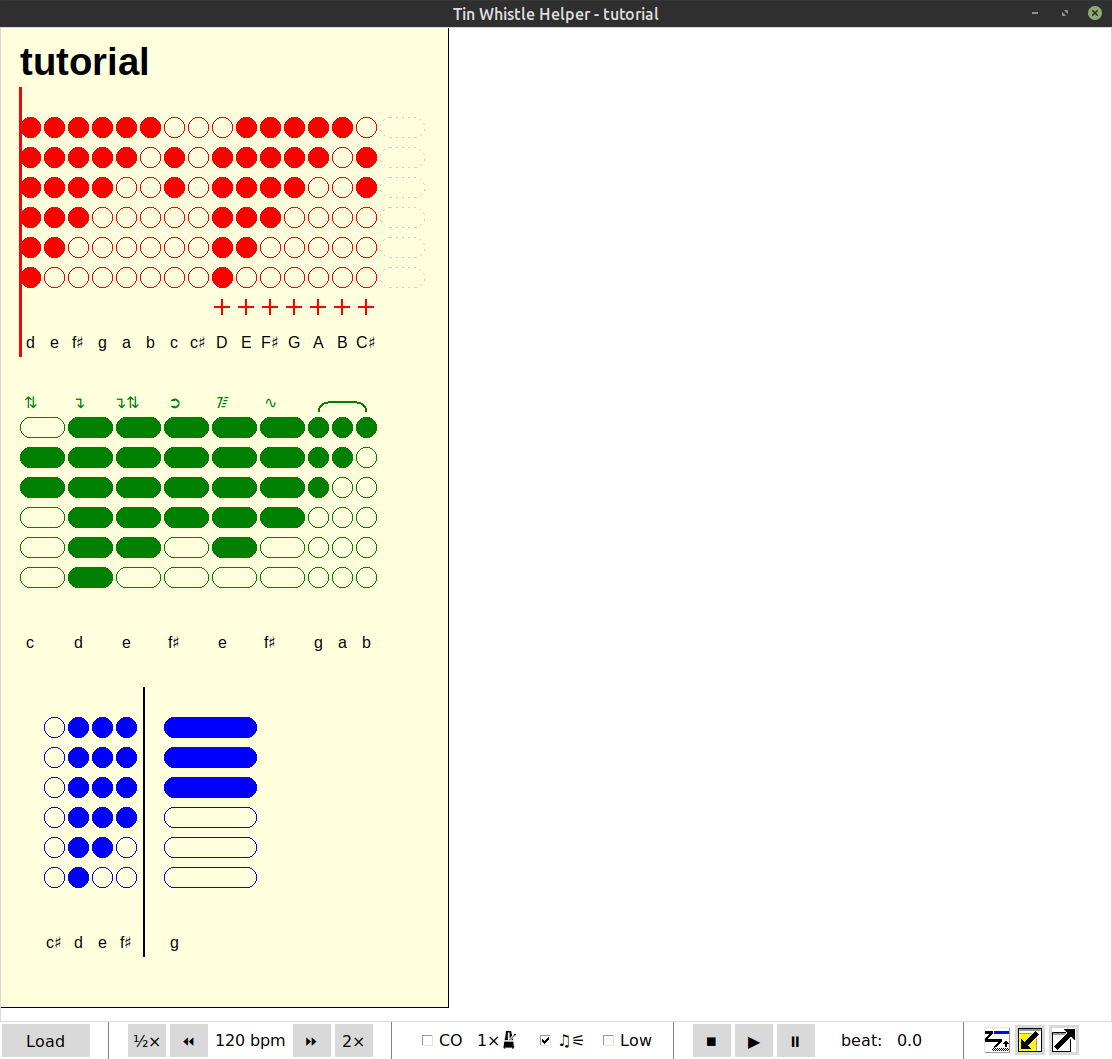 Tin Whistle Helper - tutorial
tutorial
d e f♯ g a b c c♯ D E F♯ G A B C♯
c d e f♯ e f♯ g a b
c♯ d e f♯ g
Load ½× 120 bpm 2× CO 1× Low beat: 0.0